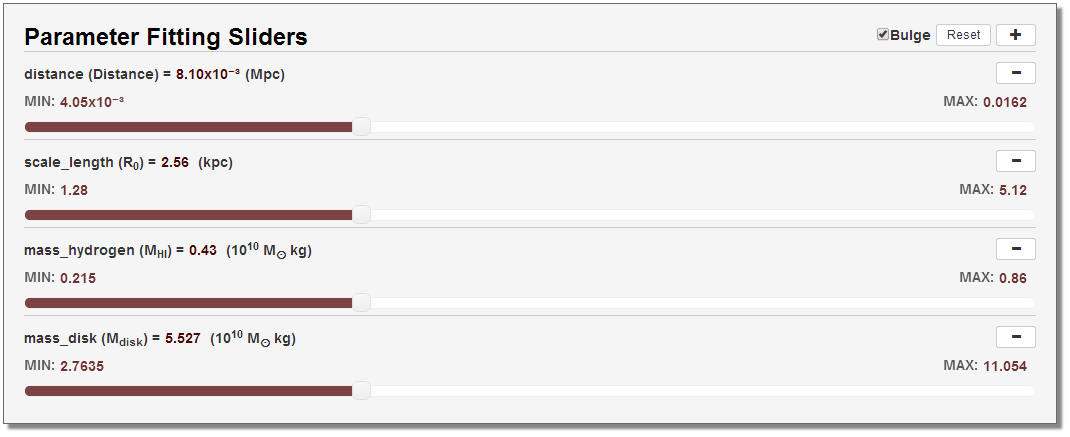 Parameter Fitting Sliders
Bulge Reset +
distance (Distance) = 8.10x10⁻³ (Mpc) −
MIN: 4.05x10⁻³ MAX: 0.0162
scale_length (R₀) = 2.56 (kpc) −
MIN: 1.28 MAX: 5.12
mass_hydrogen (M_HI) = 0.43 (10¹⁰ M⊙ kg) −
MIN: 0.215 MAX: 0.86
mass_disk (M_disk) = 5.527 (10¹⁰ M⊙ kg) −
MIN: 2.7635 MAX: 11.054